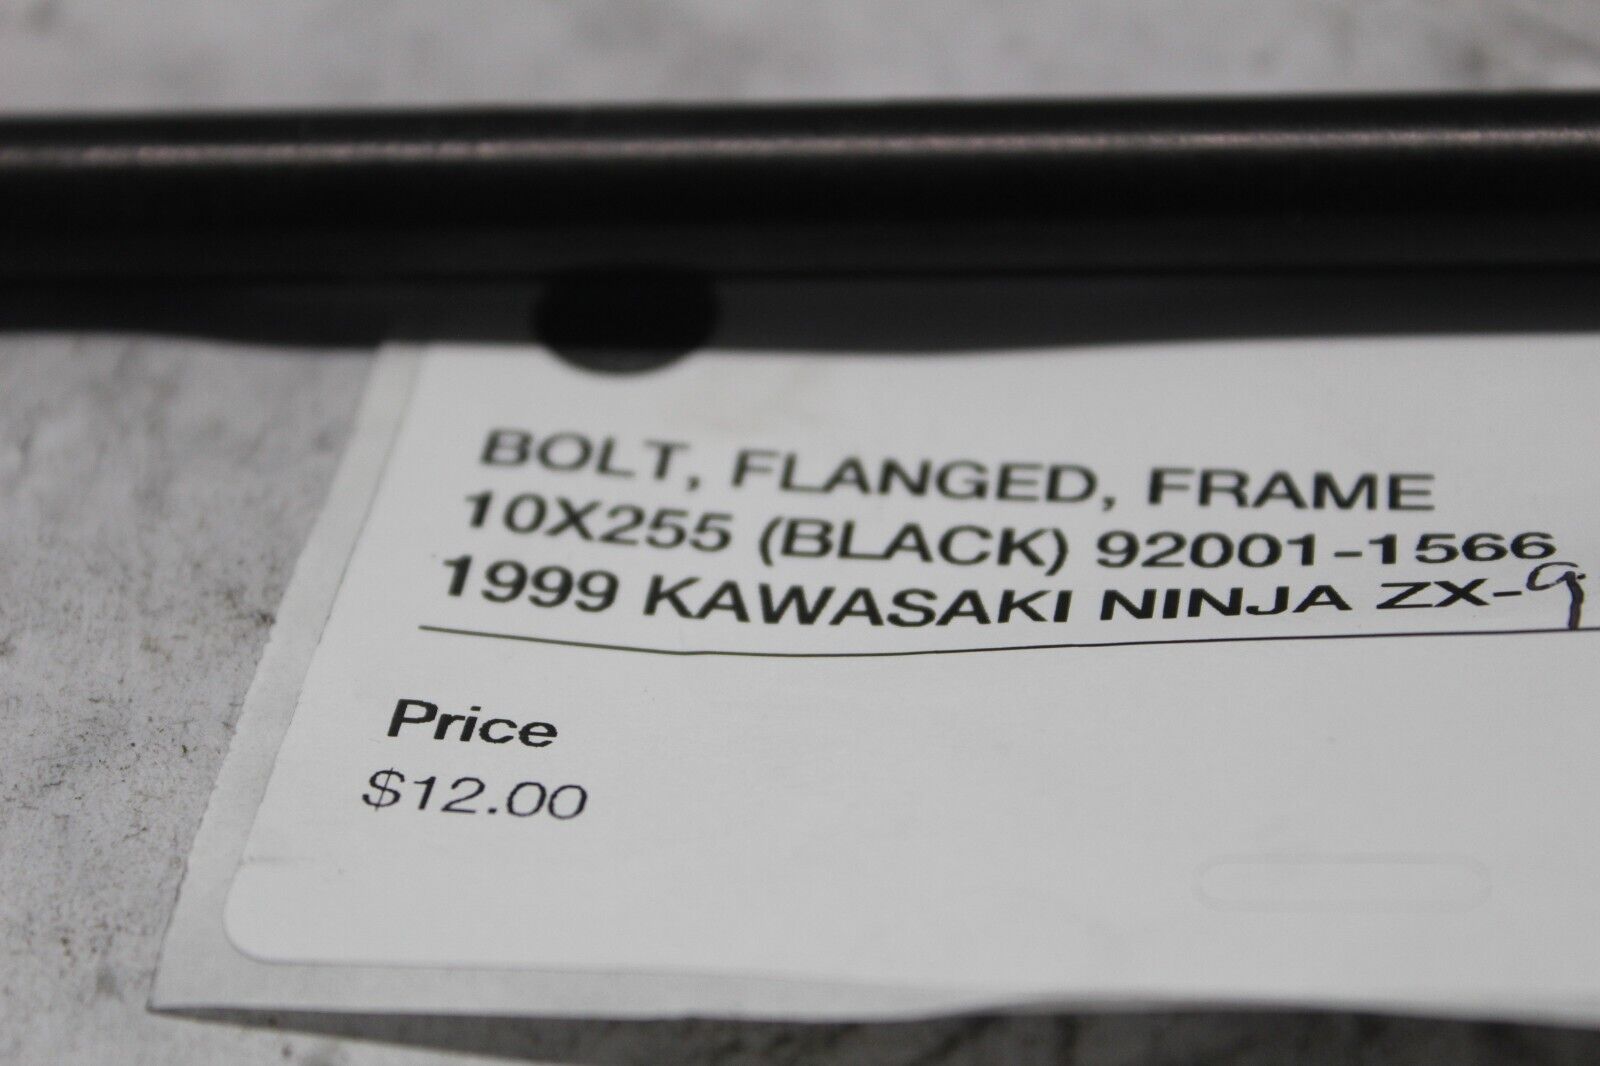 BOLT, FLANGED, FRAME
10X255 (BLACK) 92001-1566
1999 KAWASAKI NINJA ZX-9
Price
$12.00